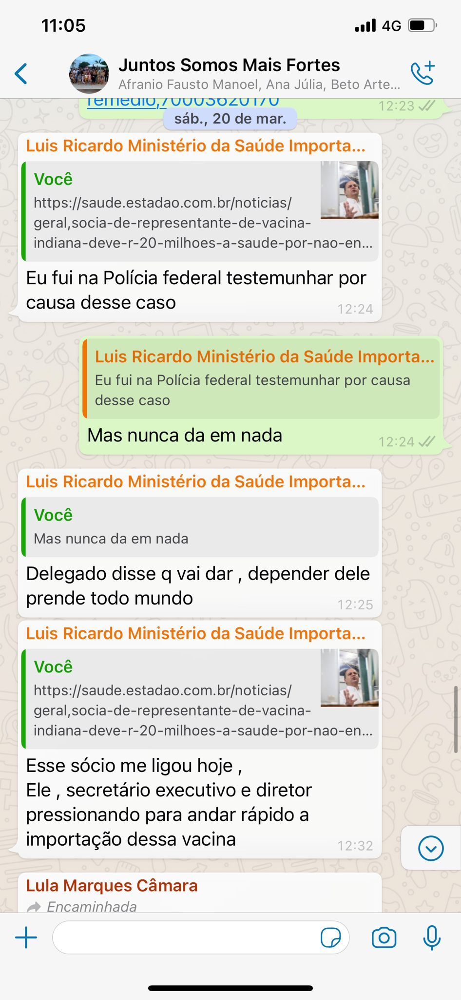 11:05
4G
Juntos Somos Mais Fortes
Afranio Fausto Manoel, Ana Júlia, Beto Arte...
remedio,70003620170
12:23
sáb., 20 de mar.
Luis Ricardo Ministério da Saúde Importa...
Você
https://saude.estadao.com.br/noticias/
geral,socia-de-representante-de-vacina-
indiana-deve-r-20-milhoes-a-saude-por-nao-en...
Eu fui na Polícia federal testemunhar por
causa desse caso
12:24
Luis Ricardo Ministério da Saúde Importa...
Eu fui na Polícia federal testemunhar por causa
desse caso
Mas nunca da em nada
12:24
Luis Ricardo Ministério da Saúde Importa...
Você
Mas nunca da em nada
Delegado disse q vai dar , depender dele
prende todo mundo
12:25
Luis Ricardo Ministério da Saúde Importa...
Você
https://saude.estadao.com.br/noticias/
geral,socia-de-representante-de-vacina-
indiana-deve-r-20-milhoes-a-saude-por-nao-en...
Esse sócio me ligou hoje ,
Ele , secretário executivo e diretor
pressionando para andar rápido a
importação dessa vacina
12:32
Lula Marques Câmara
Encaminhada